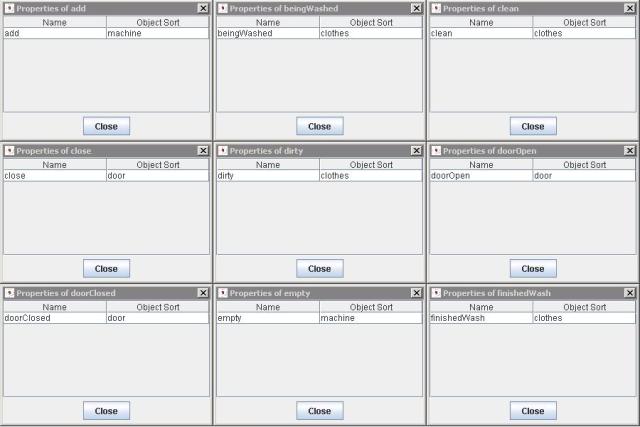 Properties of add
Name Object Sort
add machine
Close
Properties of beingWashed
Name Object Sort
beingWashed clothes
Close
Properties of clean
Name Object Sort
clean clothes
Close
Properties of close
Name Object Sort
close door
Close
Properties of dirty
Name Object Sort
dirty clothes
Close
Properties of doorOpen
Name Object Sort
doorOpen door
Close
Properties of doorClosed
Name Object Sort
doorClosed door
Close
Properties of empty
Name Object Sort
empty machine
Close
Properties of finishedWash
Name Object Sort
finishedWash clothes
Close